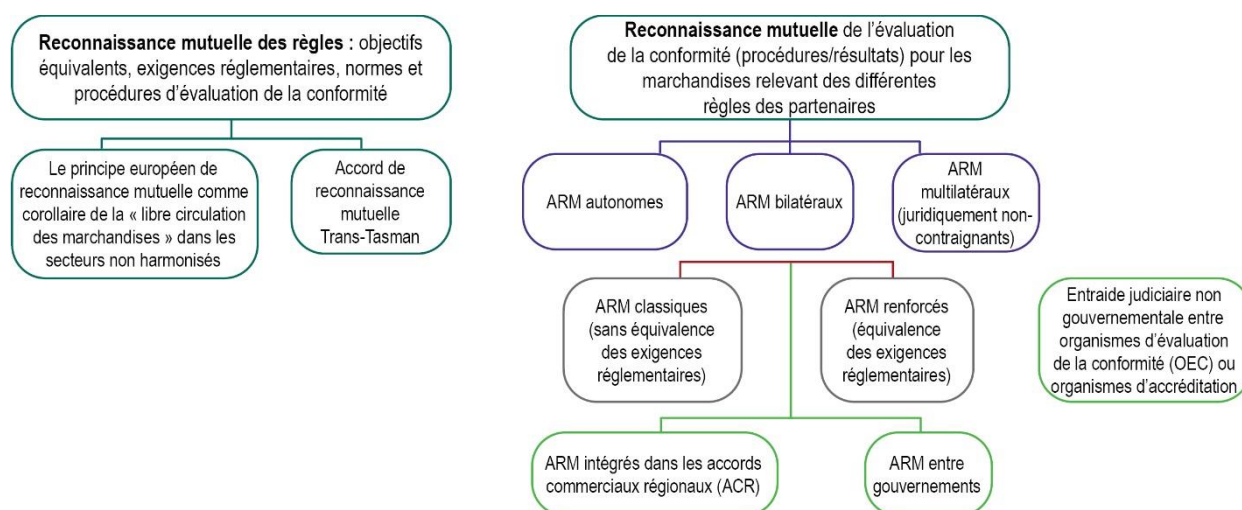 Reconnaissance mutuelle des règles : objectifs
équivalents, exigences réglementaires, normes et
procédures d’évaluation de la conformité
Le principe européen de
reconnaissance mutuelle comme
corollaire de la « libre circulation
des marchandises » dans les
secteurs non harmonisés
Accord de
reconnaissance
mutuelle
Trans-Tasman
Reconnaissance mutuelle de l’évaluation
de la conformité (procédures/résultats) pour les
marchandises relevant des différentes
règles des partenaires
ARM autonomes
ARM bilatéraux
ARM
multilatéraux
(juridiquement non-
contraignants)
ARM classiques
(sans équivalence
des exigences
réglementaires)
ARM renforcés
(équivalence
des exigences
réglementaires)
Entraide judiciaire non
gouvernementale entre
organismes d’évaluation
de la conformité (OEC) ou
organismes d’accréditation
ARM intégrés dans les accords
commerciaux régionaux (ACR)
ARM entre
gouvernements